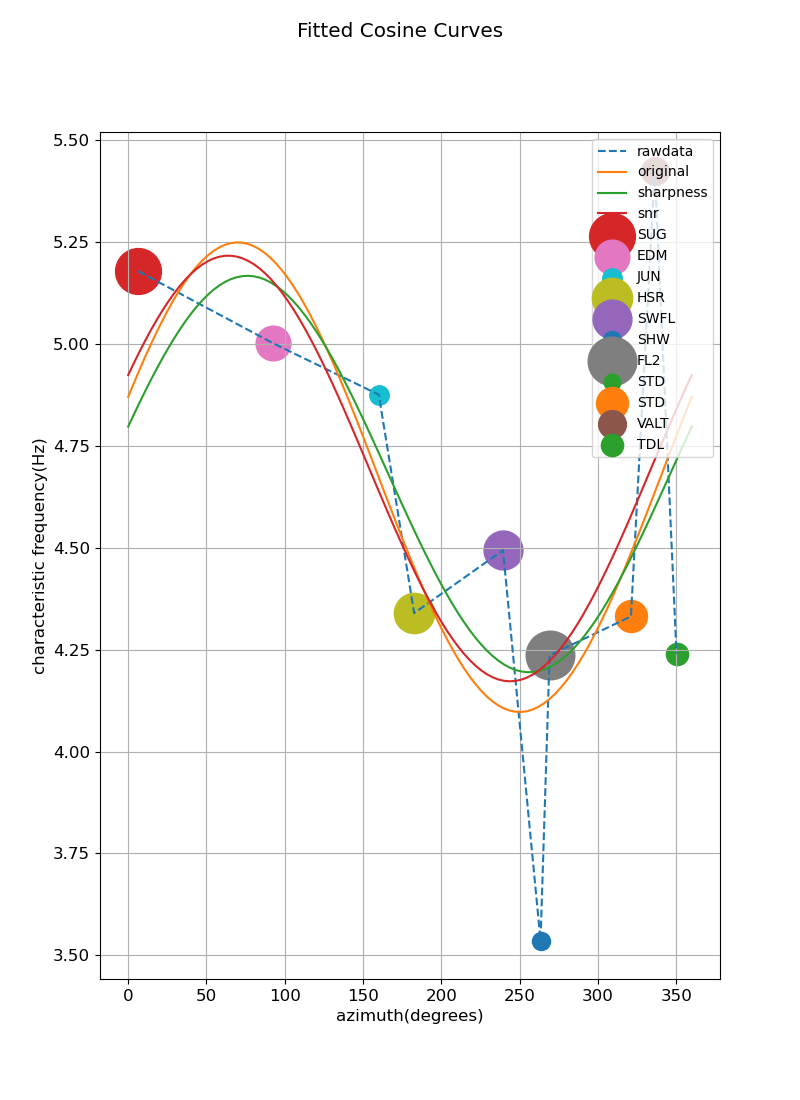 Fitted Cosine Curves
characteristic frequency(Hz)
5.50
5.25
5.00
4.75
4.50
4.25
4.00
3.75
3.50
rawdata
original
sharpness
snr
SUG
EDM
JUN
HSR
SWFL
SHW
FL2
STD
STD
VALT
TDL
0 50 100 150 200 250 300 350
azimuth(degrees)